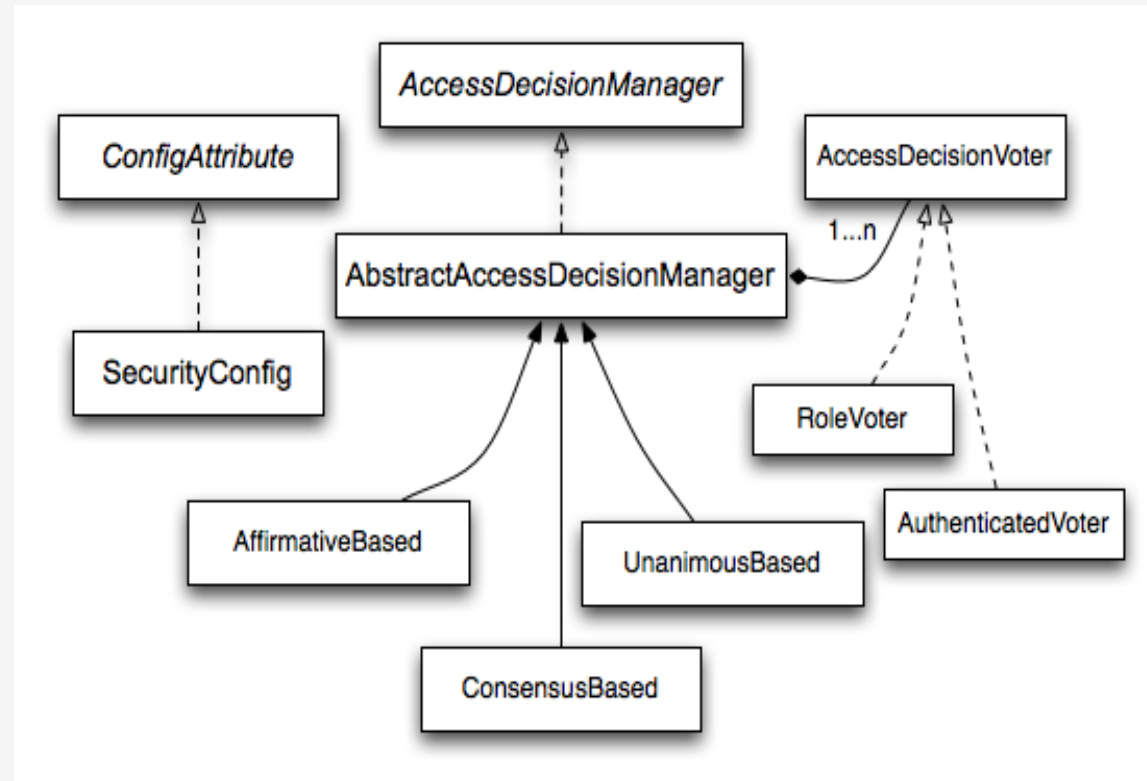 AccessDecisionManager
ConfigAttribute
AccessDecisionVoter
1...n
AbstractAccessDecisionManager
SecurityConfig
RoleVoter
AuthenticatedVoter
AffirmativeBased
UnanimousBased
ConsensusBased